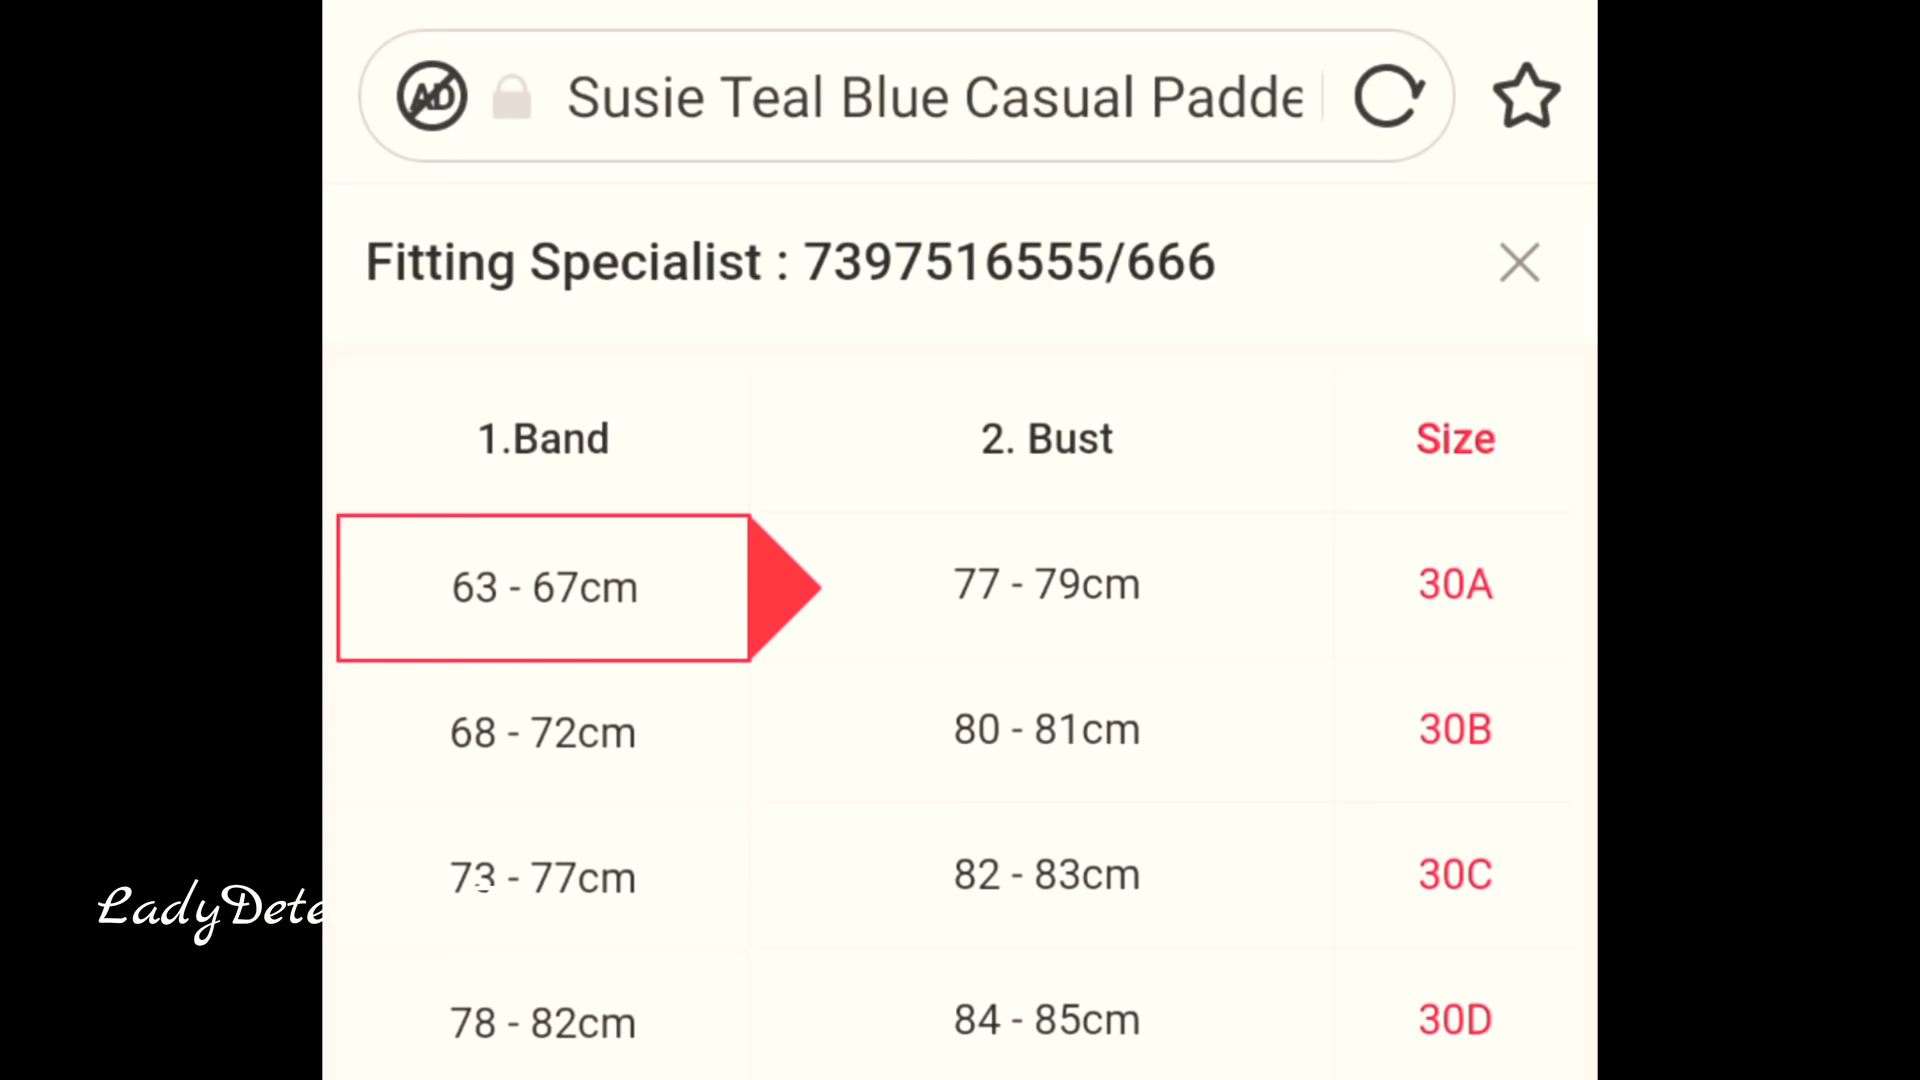 AD Susie Teal Blue Casual Padde
Fitting Specialist : 7397516555/666
1.Band 2. Bust Size
63 - 67cm 77 - 79cm 30A
68 - 72cm 80 - 81cm 30B
73 - 77cm 82 - 83cm 30C
LadyDete
78 - 82cm 84 - 85cm 30D